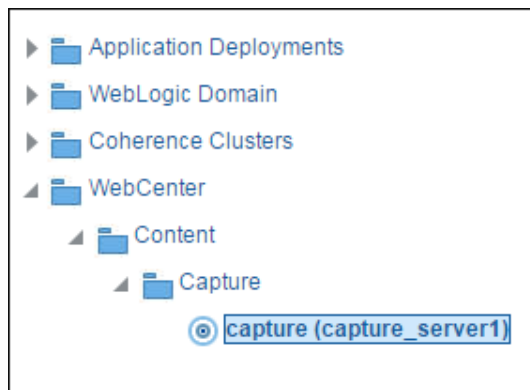 Application Deployments
WebLogic Domain
Coherence Clusters
WebCenter
Content
Capture
capture (capture_server1)